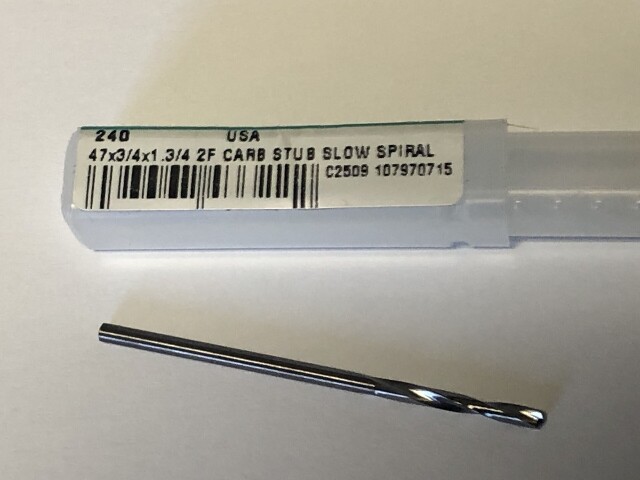 240 USA
47x3/4x1.3/4 2F CARB STUB SLOW SPIRAL
C2509 107970715